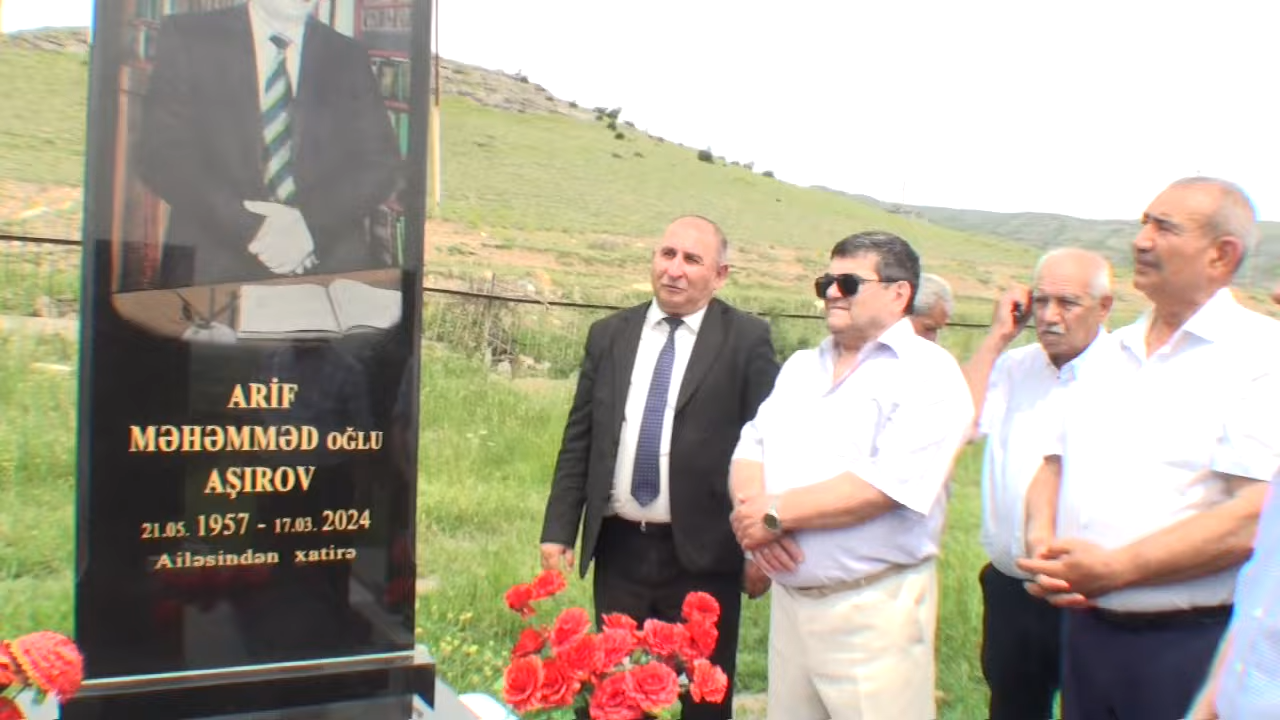 ARİF
MƏHƏMMƏD OĞLU
AŞIROV
21.05. 1957 - 17.03. 2024
Ailəsindən xatirə